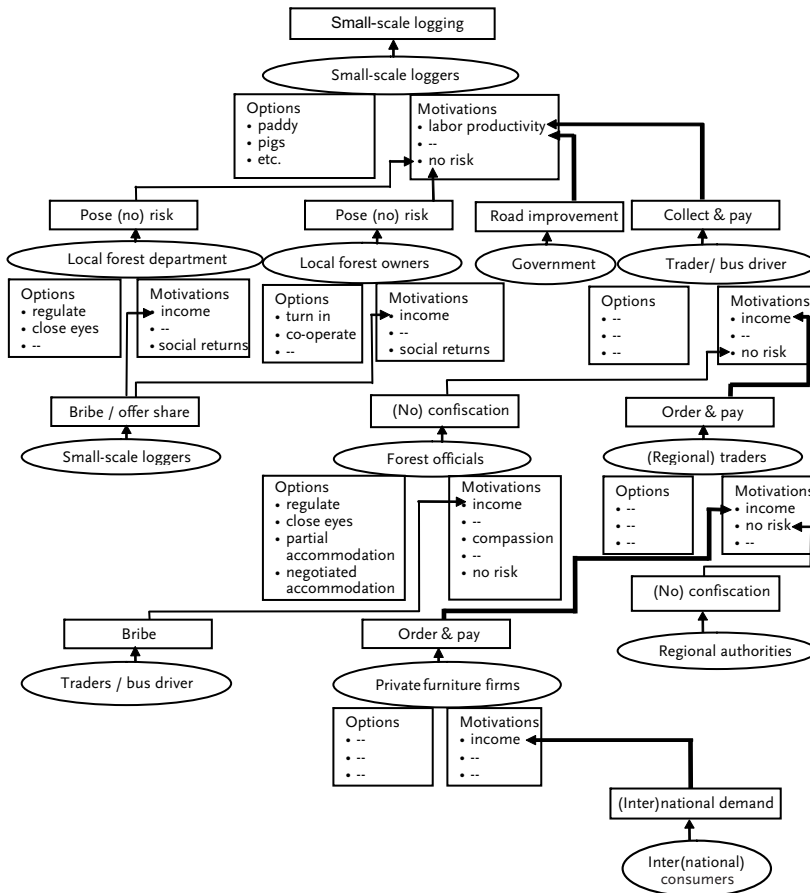 Small-scale logging
Small-scale loggers
Options
• paddy
• pigs
• etc.
Motivations
• labor productivity
• --
• no risk
Pose (no) risk
Pose (no) risk
Road improvement
Collect & pay
Local forest department
Local forest owners
Government
Trader/ bus driver
Options
• regulate
• close eyes
• --
Motivations
• income
• --
• social returns
Options
• turn in
• co-operate
• --
Motivations
• income
• --
• social returns
Options
• --
• --
• --
Motivations
• income
• --
• no risk
Bribe / offer share
(No) confiscation
Order & pay
Small-scale loggers
Forest officials
(Regional) traders
Options
• regulate
• close eyes
• partial
accommodation
• negotiated
accommodation
Motivations
• income
• --
• compassion
• --
• no risk
Options
• --
• --
• --
Motivations
• income
• no risk
• --
(No) confiscation
Bribe
Order & pay
Regional authorities
Traders / bus driver
Private furniture firms
Options
• --
• --
• --
Motivations
• income
• --
• --
(Inter)national demand
Inter(national)
consumers